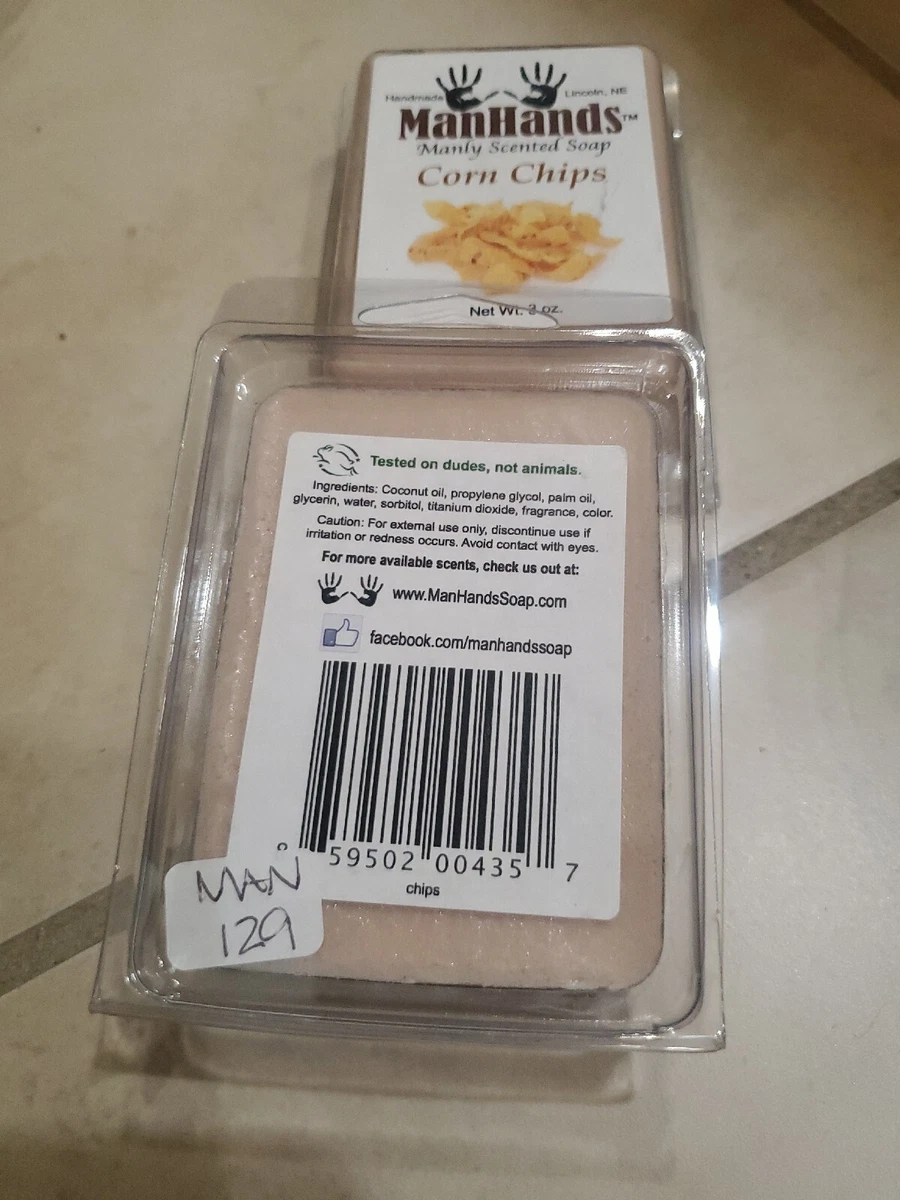 Handmade Lincoln, NE
ManHands™
Manly Scented Soap
Corn Chips
Net Wt. 3 oz.
Tested on dudes, not animals.
Ingredients: Coconut oil, propylene glycol, palm oil,
glycerin, water, sorbitol, titanium dioxide, fragrance, color.
Caution: For external use only, discontinue use if
irritation or redness occurs. Avoid contact with eyes.
For more available scents, check us out at:
www.ManHandsSoap.com
facebook.com/manhandssoap
59502 00435 7
chips
MAN
129